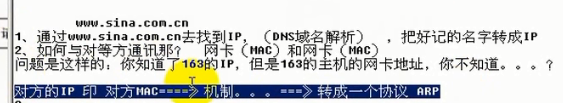 www.sina.com.cn
1、通过www.sina.com.cn去找到IP，（DNS域名解析），把好记的名字转成IP
2、如何与对等方通讯那？ 网卡（MAC）和网卡（MAC）
问题是这样的：你知道了163的IP，但是163的主机的网卡地址，你不知道。。。？
对方的IP 印 对方MAC====》机制。。。===》转成一个协议 ARP